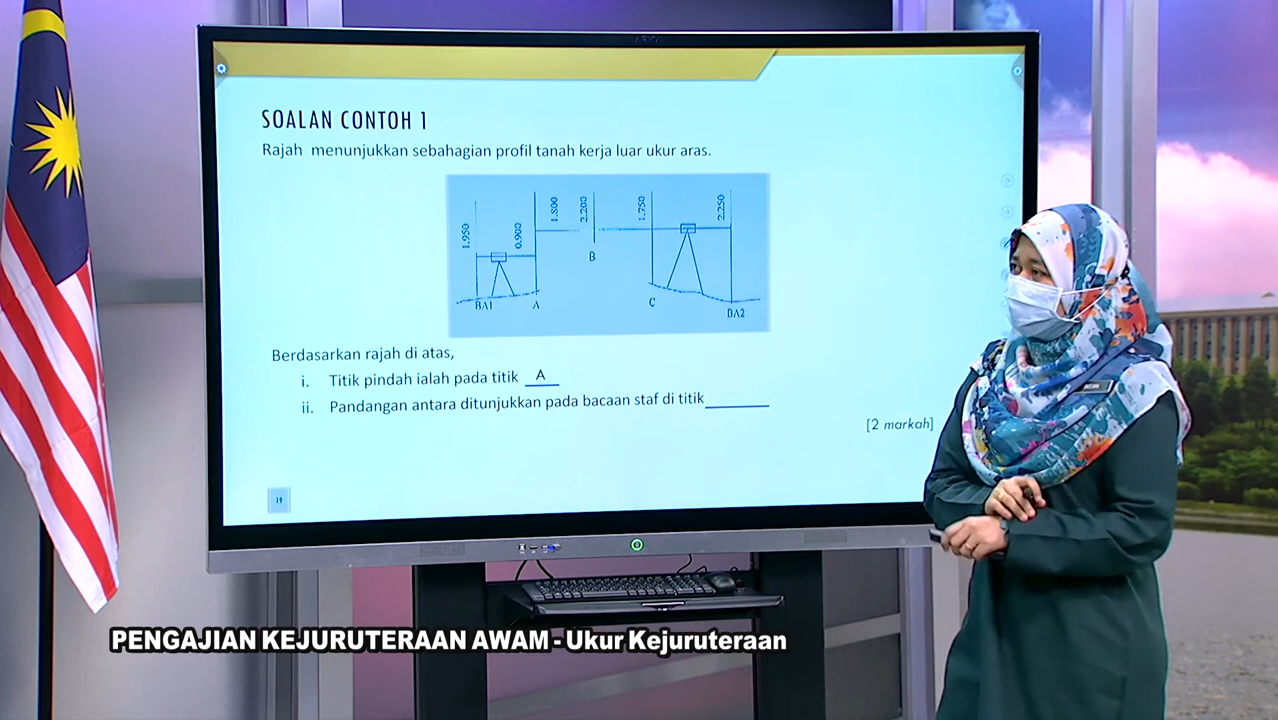 SOALAN CONTOH 1
Rajah menunjukkan sebahagian profil tanah kerja luar ukur aras.
1.950
0.900
1.800
2.200
1.750
2.250
B
BA1
A
C
BA2
Berdasarkan rajah di atas,
i. Titik pindah ialah pada titik A
ii. Pandangan antara ditunjukkan pada bacaan staf di titik
[2 markah]
19
PENGAJIAN KEJURUTERAAN AWAM - Ukur Kejuruteraan